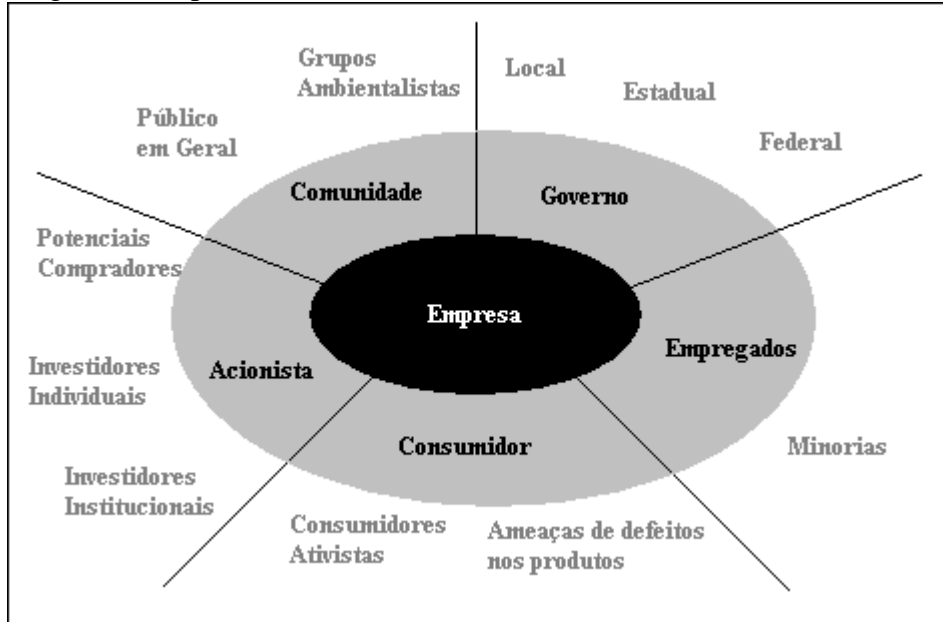 Grupos
Ambientalistas
Local
Estadual
Público
em Geral
Federal
Comunidade
Governo
Potenciais
Compradores
Empresa
Empregados
Investidores
Individuais
Acionista
Consumidor
Minorias
Investidores
Institucionais
Consumidores
Ativistas
Ameaças de defeitos
nos produtos